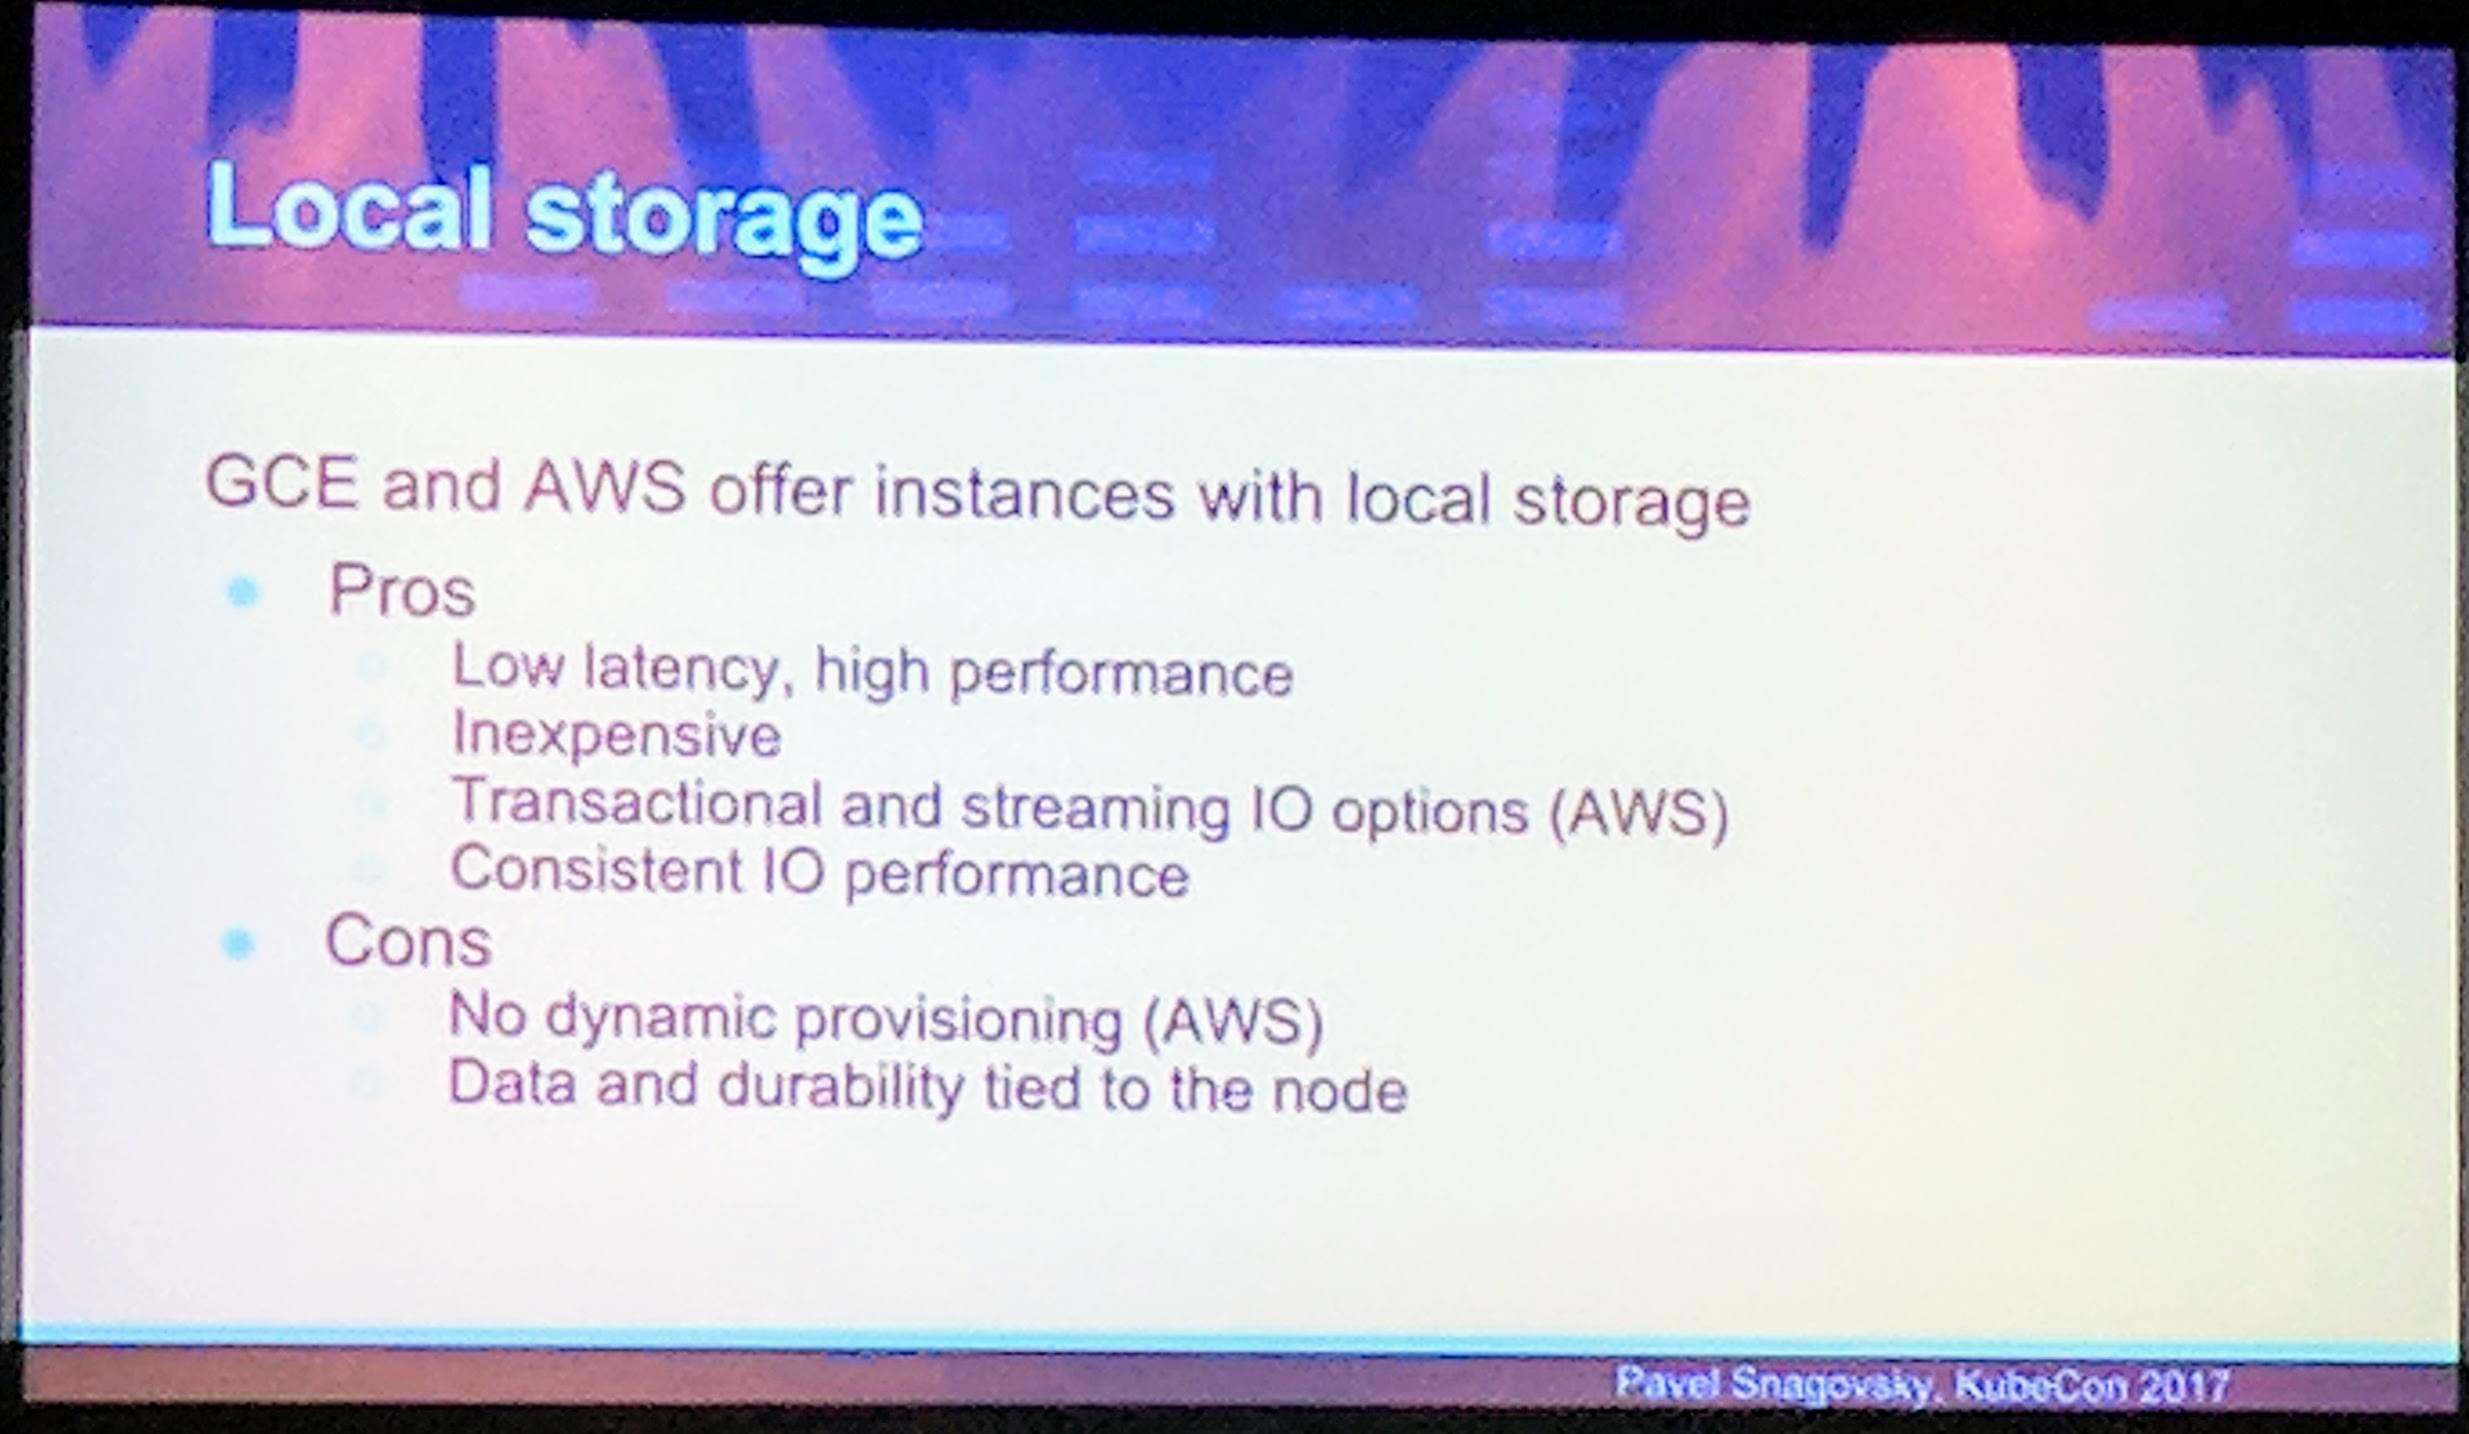 Local storage
GCE and AWS offer instances with local storage
Pros
Low latency, high performance
Inexpensive
Transactional and streaming IO options (AWS)
Consistent IO performance
Cons
No dynamic provisioning (AWS)
Data and durability tied to the node
Pavel Snagovsky, KubeCon 2017